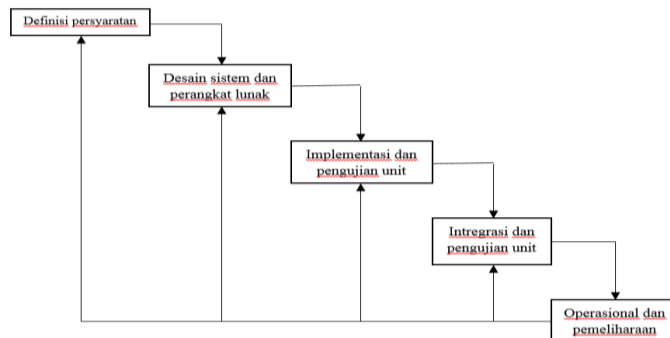 Definisi persyaratan
Desain sistem dan
perangkat lunak
Implementasi dan
pengujian unit
Intregrasi dan
pengujian unit
Operasional dan
pemeliharaan